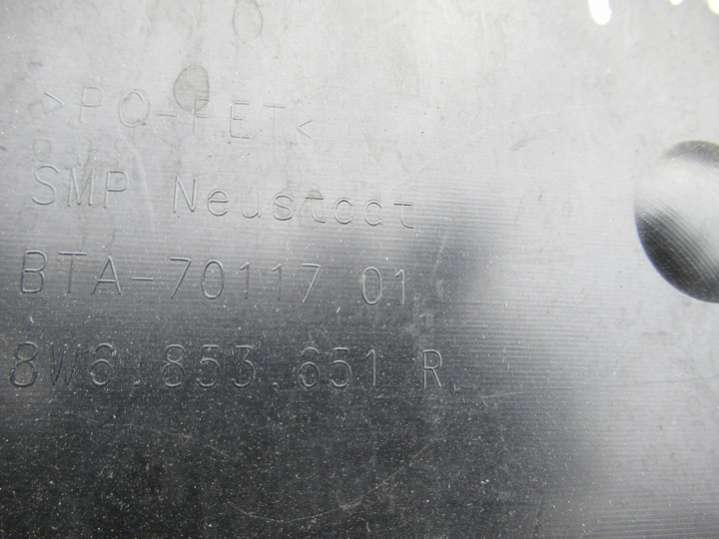 >PC-PET<
SMP Neustadt
BTA-70117 01
8W6.853.651 R